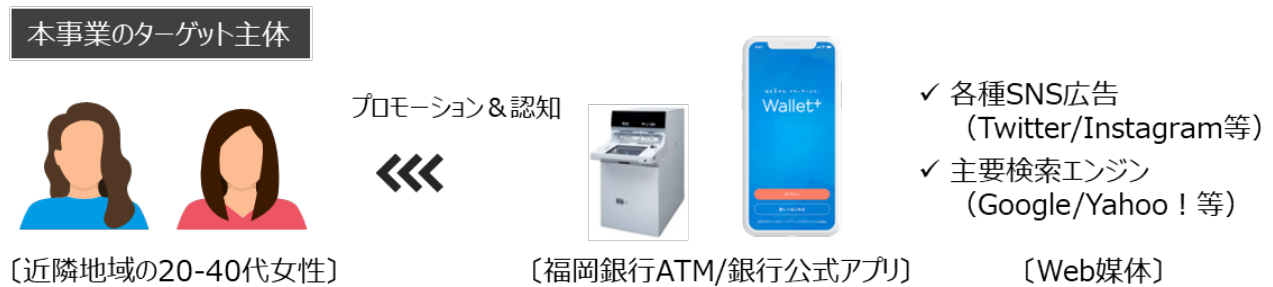 本事業のターゲット主体
プロモーション＆認知
Wallet+
ログイン
✓ 各種SNS広告
（Twitter/Instagram等）
✓ 主要検索エンジン
（Google/Yahoo！等）
〔近隣地域の20-40代女性〕
〔福岡銀行ATM/銀行公式アプリ〕
〔Web媒体〕